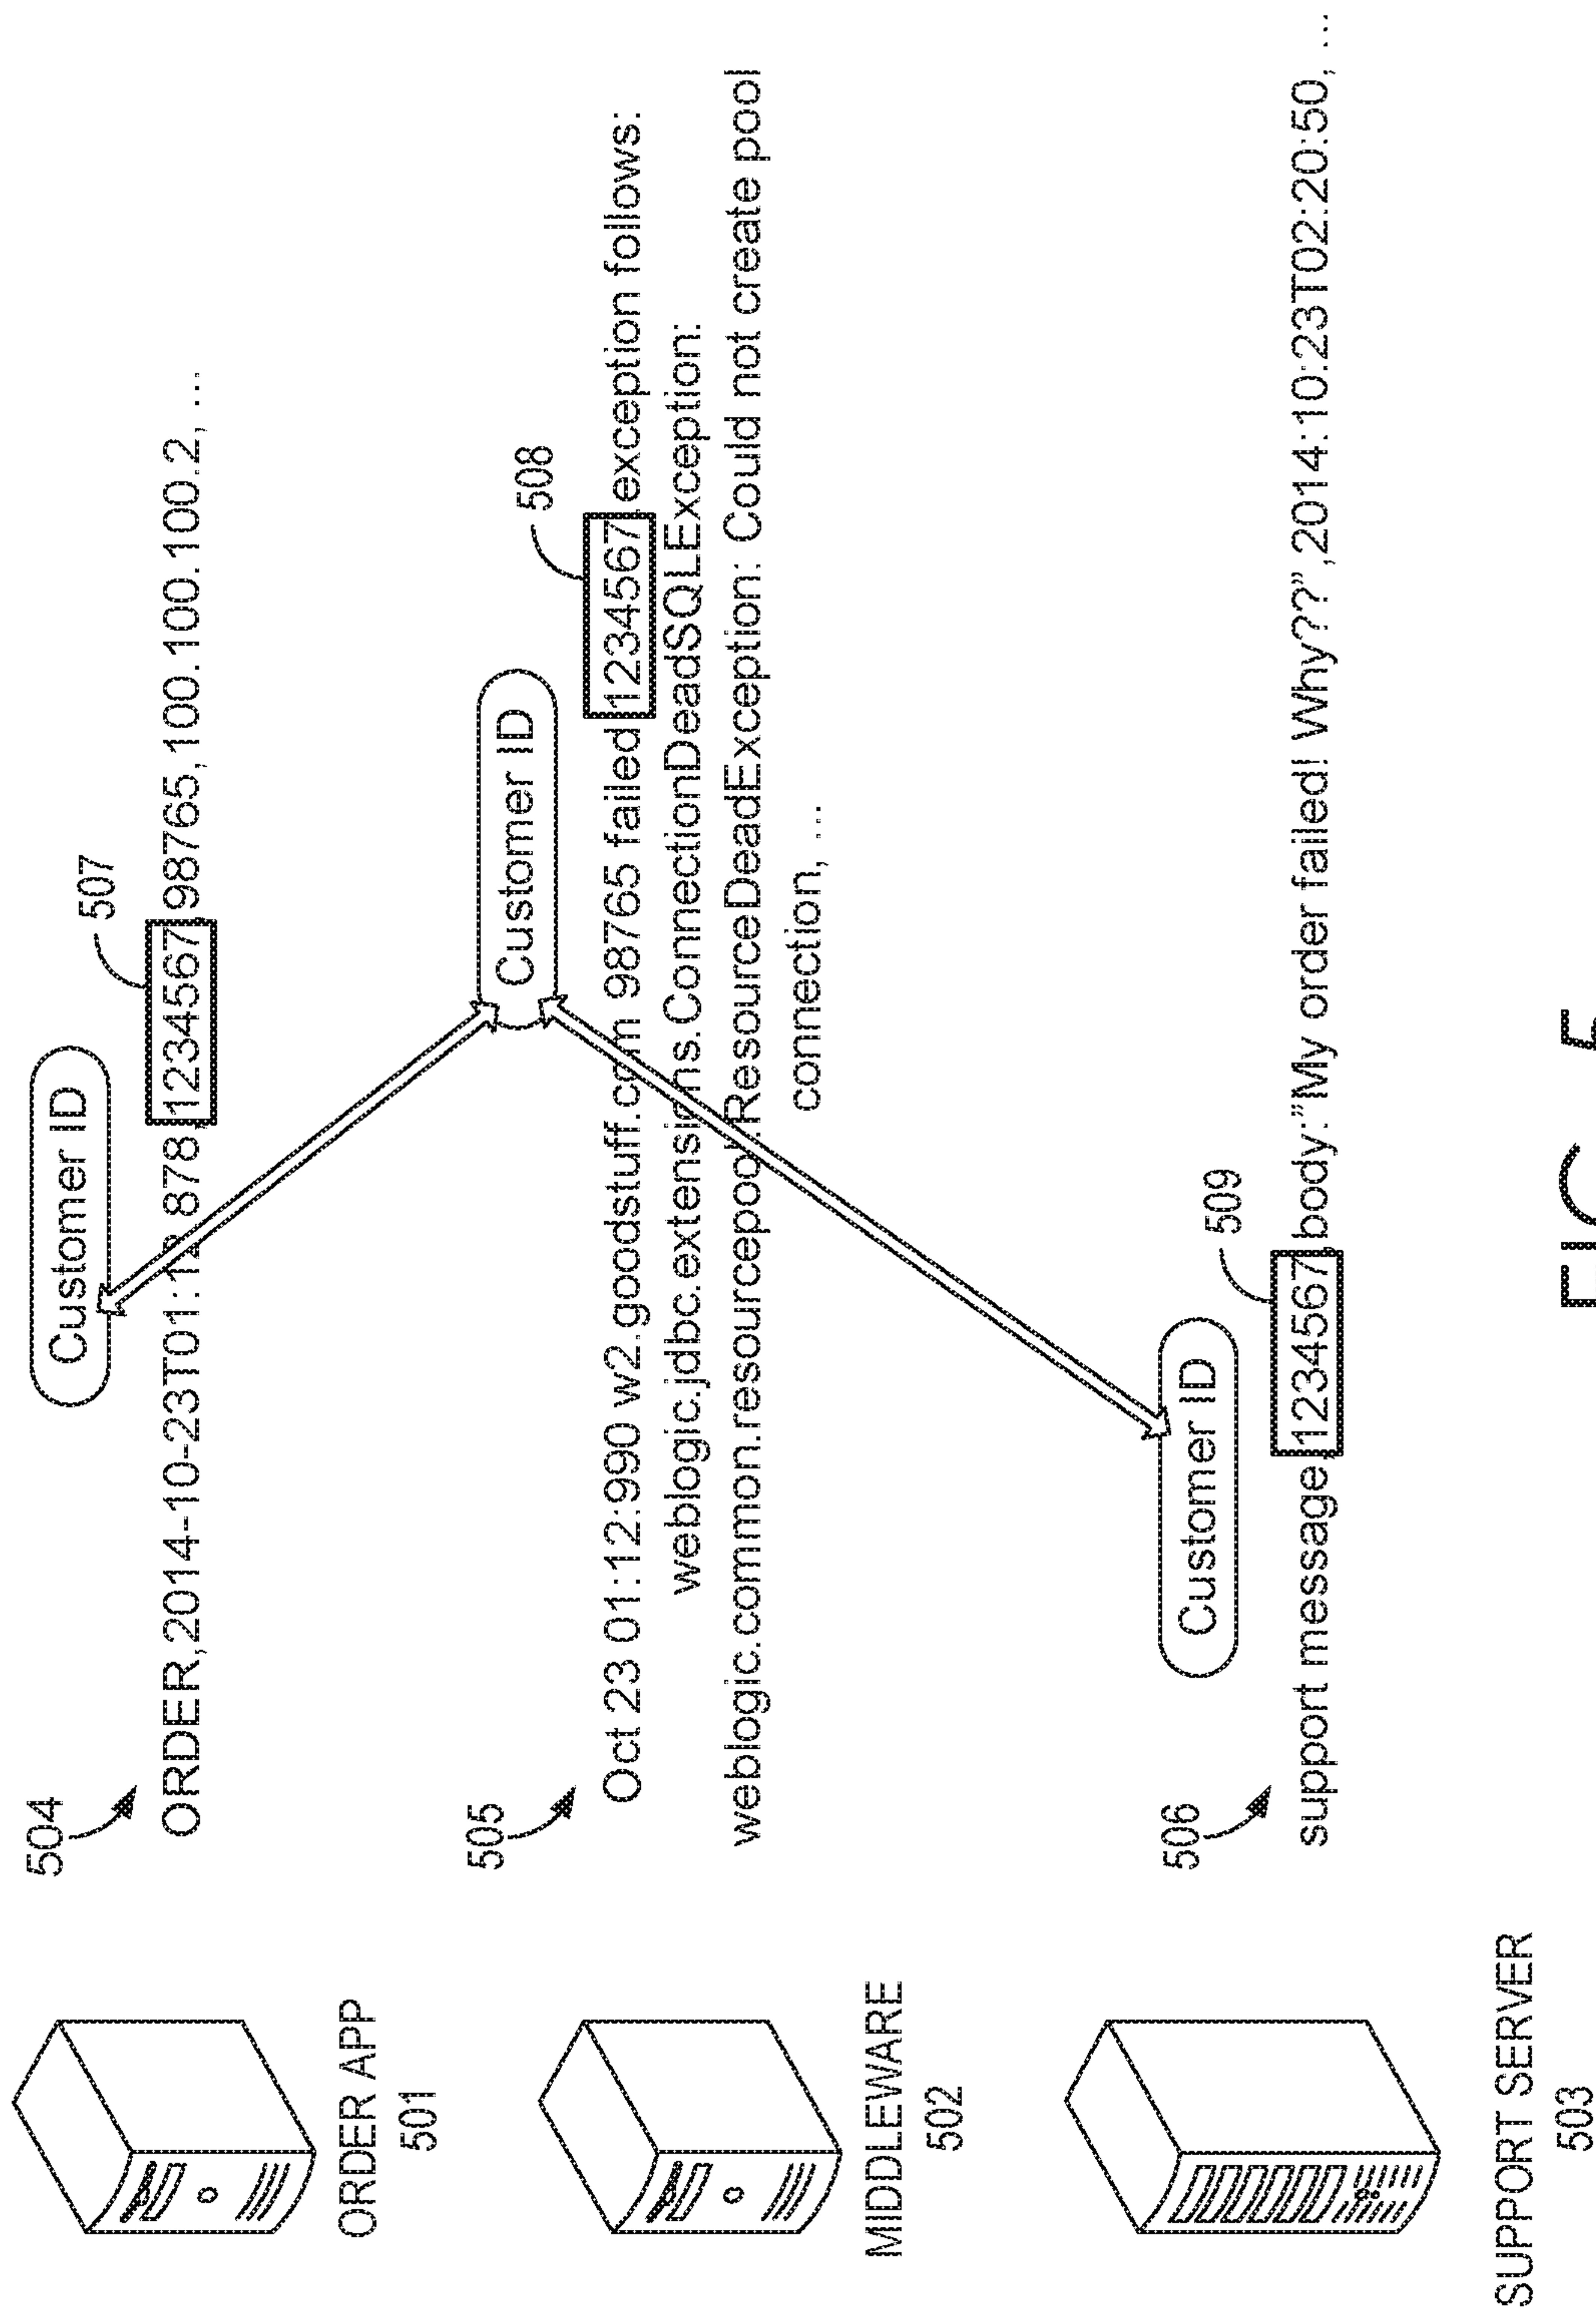 504
Customer ID
507
ORDER,2014-10-23T01:12:878,1234567,98765,100.100.100.2, ...
ORDER APP
501
505
Customer ID
508
Oct 23 01:12:990 w2.goodstuff.com 98765 failed 1234567 exception follows:
weblogic.jdbc.extensions.ConnectionDeadSQLException:
weblogic.common.resourcepool.ResourceDeadException: Could not create pool
connection, ...
MIDDLEWARE
502
506
Customer ID
509
support message,1234567,body:”My order failed! Why??”,2014:10:23T02:20:50, ...
SUPPORT SERVER
503
FIG. 5